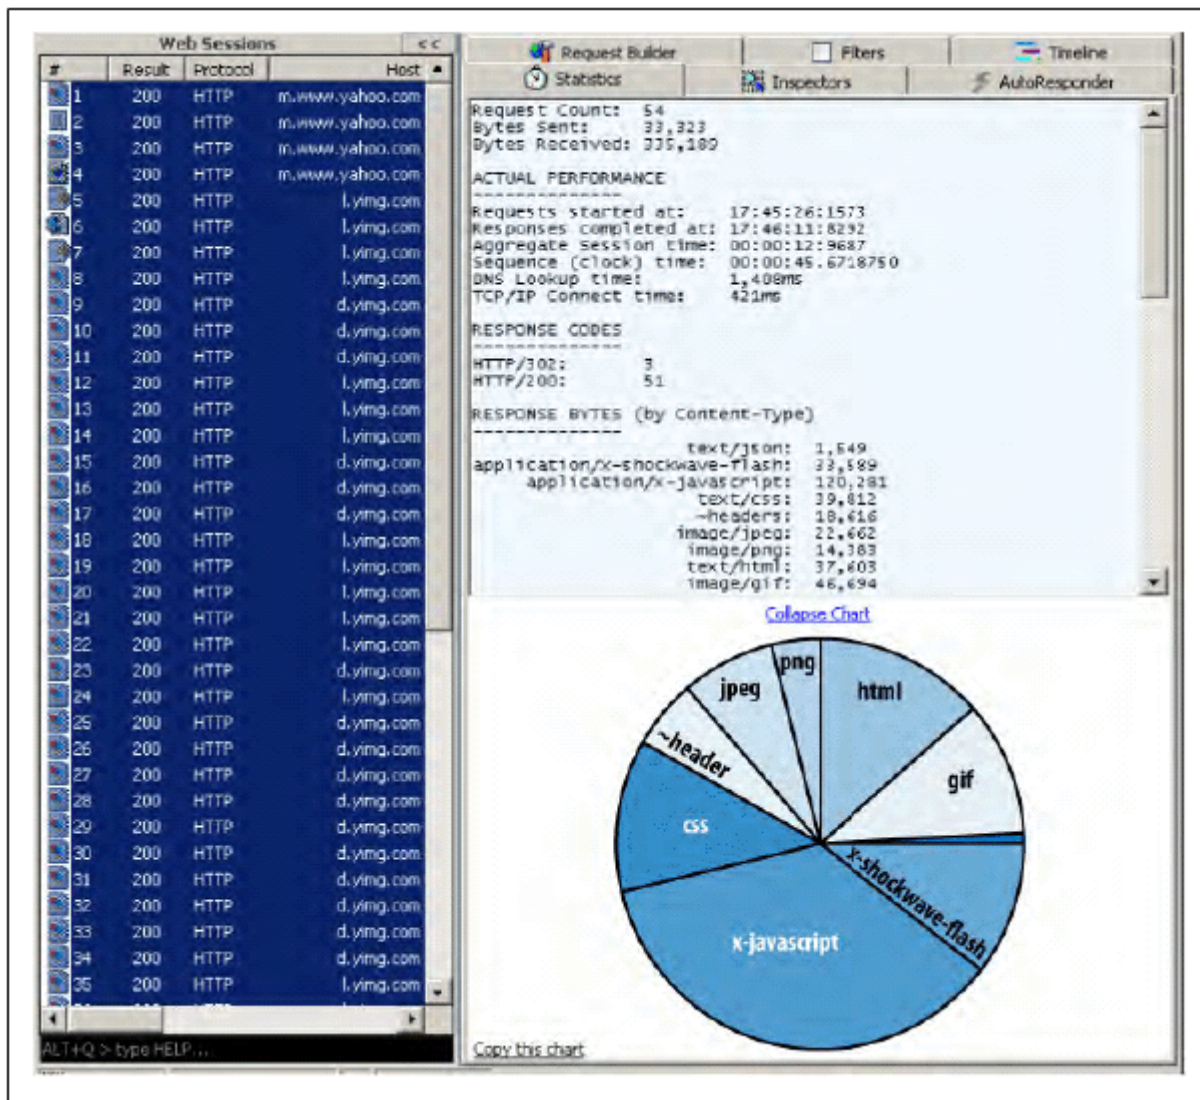 Web Sessions <<
# Result Protocol Host
1 200 HTTP m.www.yahoo.com
2 200 HTTP m.www.yahoo.com
3 200 HTTP m.www.yahoo.com
4 200 HTTP m.www.yahoo.com
5 200 HTTP l.yimg.com
6 200 HTTP l.yimg.com
7 200 HTTP l.yimg.com
8 200 HTTP l.yimg.com
9 200 HTTP d.yimg.com
10 200 HTTP d.yimg.com
11 200 HTTP d.yimg.com
12 200 HTTP l.yimg.com
13 200 HTTP l.yimg.com
14 200 HTTP l.yimg.com
15 200 HTTP d.yimg.com
16 200 HTTP d.yimg.com
17 200 HTTP d.yimg.com
18 200 HTTP l.yimg.com
19 200 HTTP l.yimg.com
20 200 HTTP l.yimg.com
21 200 HTTP l.yimg.com
22 200 HTTP l.yimg.com
23 200 HTTP d.yimg.com
24 200 HTTP l.yimg.com
25 200 HTTP d.yimg.com
26 200 HTTP d.yimg.com
27 200 HTTP d.yimg.com
28 200 HTTP d.yimg.com
29 200 HTTP d.yimg.com
30 200 HTTP d.yimg.com
31 200 HTTP d.yimg.com
32 200 HTTP d.yimg.com
33 200 HTTP d.yimg.com
34 200 HTTP d.yimg.com
35 200 HTTP l.yimg.com
ALT+Q > type HELP...
Request Builder Filters Timeline
Statistics Inspectors AutoResponder
Request Count: 54
Bytes Sent: 33,323
Bytes Received: 335,189
ACTUAL PERFORMANCE
--------------
Requests started at: 17:45:26:1573
Responses completed at: 17:46:11:8292
Aggregate Session time: 00:00:12:9687
Sequence (clock) time: 00:00:45.6718750
DNS Lookup time: 1,408ms
TCP/IP Connect time: 421ms
RESPONSE CODES
--------------
HTTP/302: 3
HTTP/200: 51
RESPONSE BYTES (by Content-Type)
--------------
text/json: 1,549
application/x-shockwave-flash: 33,589
application/x-javascript: 120,281
text/css: 39,812
~headers: 18,616
image/jpeg: 22,662
image/png: 14,383
text/html: 37,603
image/gif: 46,694
Collapse Chart
png
html
jpeg
gif
~header
css
x-shockwave-flash
x-javascript
Copy this chart